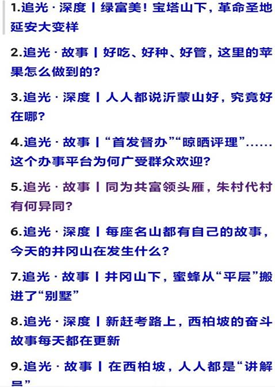 1.追光·深度丨绿富美！宝塔山下，革命圣地
延安大变样
2.追光·故事丨好吃、好种、好管，这里的苹
果怎么做到的？
3.追光·深度丨人人都说沂蒙山好，究竟好
在哪？
4.追光·故事丨“首发督办”“晾晒评理”……
这个办事平台为何广受群众欢迎？
5.追光·故事丨同为共富领头雁，朱村代村
有何异同？
6.追光·深度丨每座名山都有自己的故事，
今天的井冈山在发生什么？
7.追光·故事丨井冈山下，蜜蜂从“平层”搬
进了“别墅”
8.追光·深度丨新赶考路上，西柏坡的奋斗
故事每天都在更新
9.追光·故事丨在西柏坡，人人都是“讲解
员”